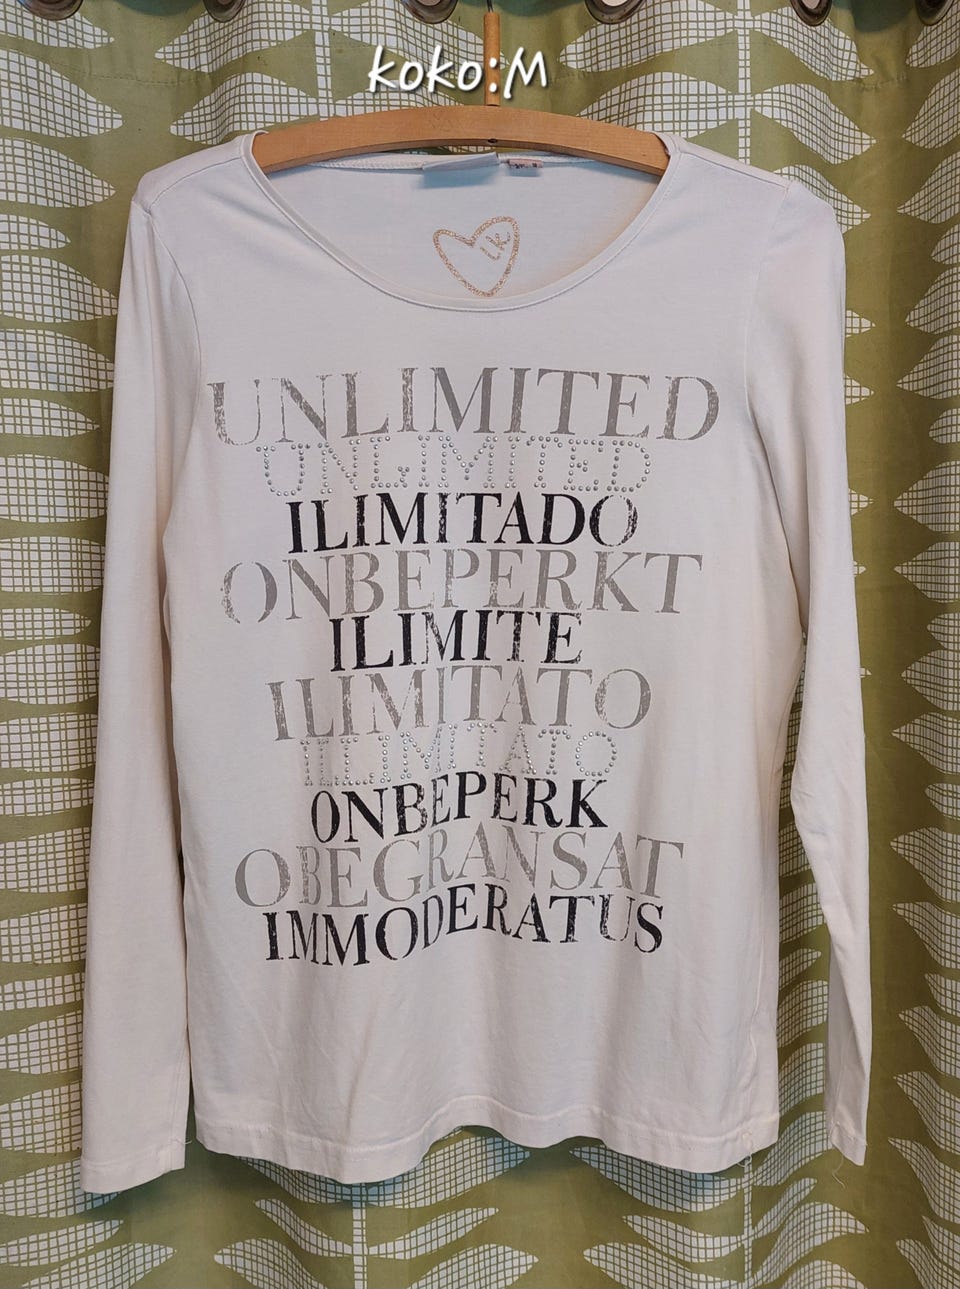 koko:M
UNLIMITED
UNLIMITED
ILIMITADO
ONBEPERKT
ILIMITE
ILIMITATO
ILIMITATO
ONBEPERK
OBEGRANSAT
IMMODERATUS